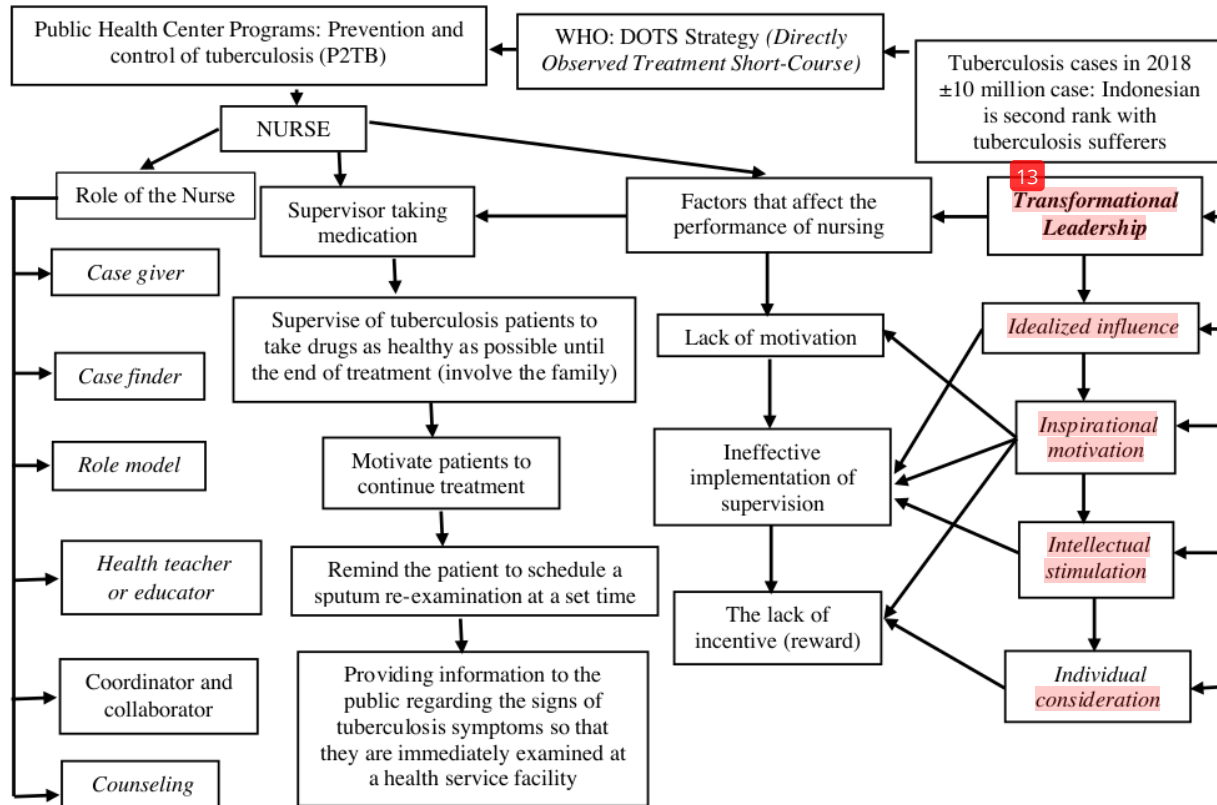 Public Health Center Programs: Prevention and
control of tuberculosis (P2TB)
WHO: DOTS Strategy (Directly
Observed Treatment Short-Course)
Tuberculosis cases in 2018
±10 million case: Indonesian
is second rank with
tuberculosis sufferers
NURSE
Role of the Nurse
Supervisor taking
medication
Factors that affect the
performance of nursing
13
Transformational
Leadership
Case giver
Case finder
Role model
Health teacher
or educator
Coordinator and
collaborator
Counseling
Supervise of tuberculosis patients to
take drugs as healthy as possible until
the end of treatment (involve the family)
Motivate patients to
continue treatment
Remind the patient to schedule a
sputum re-examination at a set time
Providing information to the
public regarding the signs of
tuberculosis symptoms so that
they are immediately examined at
a health service facility
Lack of motivation
Ineffective
implementation of
supervision
The lack of
incentive (reward)
Idealized influence
Inspirational
motivation
Intellectual
stimulation
Individual
consideration